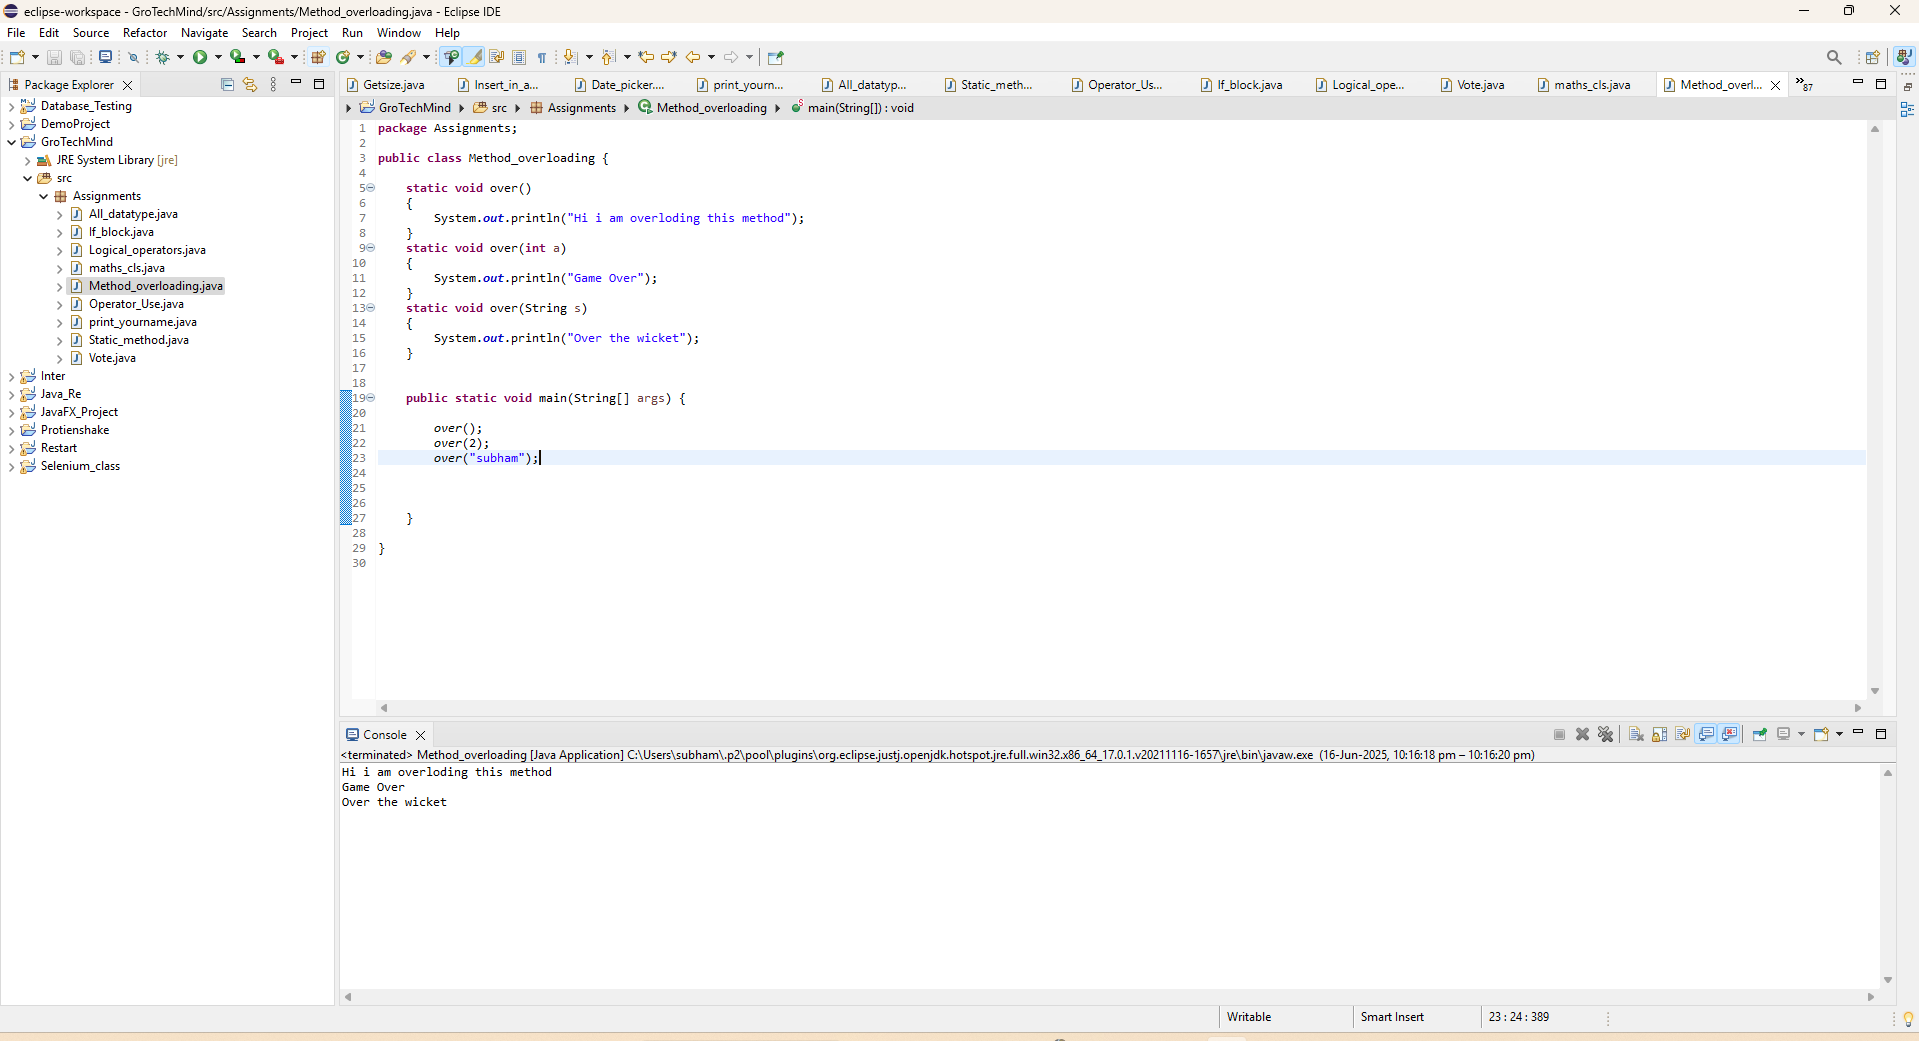 eclipse-workspace - GroTechMind/src/Assignments/Method_overloading.java - Eclipse IDE
File Edit Source Refactor Navigate Search Project Run Window Help
Package Explorer
Database_Testing
DemoProject
GroTechMind
JRE System Library [jre]
src
Assignments
All_datatype.java
If_block.java
Logical_operators.java
maths_cls.java
Method_overloading.java
Operator_Use.java
print_yourname.java
Static_method.java
Vote.java
Inter
Java_Re
JavaFX_Project
Protienshake
Restart
Selenium_class
Getsize.java Insert_in_a... Date_picker.... print_yourn... All_datatyp... Static_meth... Operator_Us... If_block.java Logical_ope... Vote.java maths_cls.java Method_overl... »87
GroTechMind src Assignments Method_overloading main(String[]) : void
1 package Assignments;
2
3 public class Method_overloading {
4
5 static void over()
6 {
7 System.out.println("Hi i am overloding this method");
8 }
9 static void over(int a)
10 {
11 System.out.println("Game Over");
12 }
13 static void over(String s)
14 {
15 System.out.println("Over the wicket");
16 }
17
18
19 public static void main(String[] args) {
20
21 over();
22 over(2);
23 over("subham");
24
25
26
27 }
28
29 }
30
Console
<terminated> Method_overloading [Java Application] C:\Users\subham\.p2\pool\plugins\org.eclipse.justj.openjdk.hotspot.jre.full.win32.x86_64_17.0.1.v20211116-1657\jre\bin\javaw.exe (16-Jun-2025, 10:16:18 pm – 10:16:20 pm)
Hi i am overloding this method
Game Over
Over the wicket
Writable Smart Insert 23 : 24 : 389